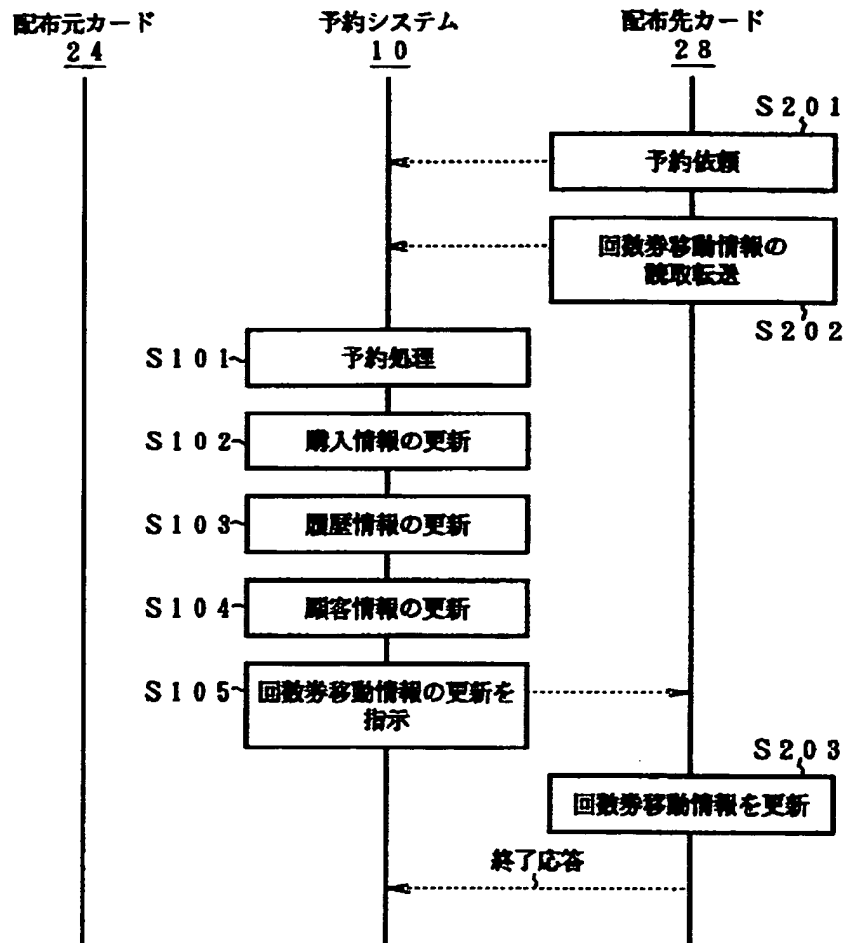 配布元カード
24
予約システム
10
配布先カード
28
S201
予約依頼
回数券移動情報の
読取転送
S202
S101
予約処理
S102
購入情報の更新
S103
履歴情報の更新
S104
顧客情報の更新
S105
回数券移動情報の更新を
指示
S203
回数券移動情報を更新
終了応答